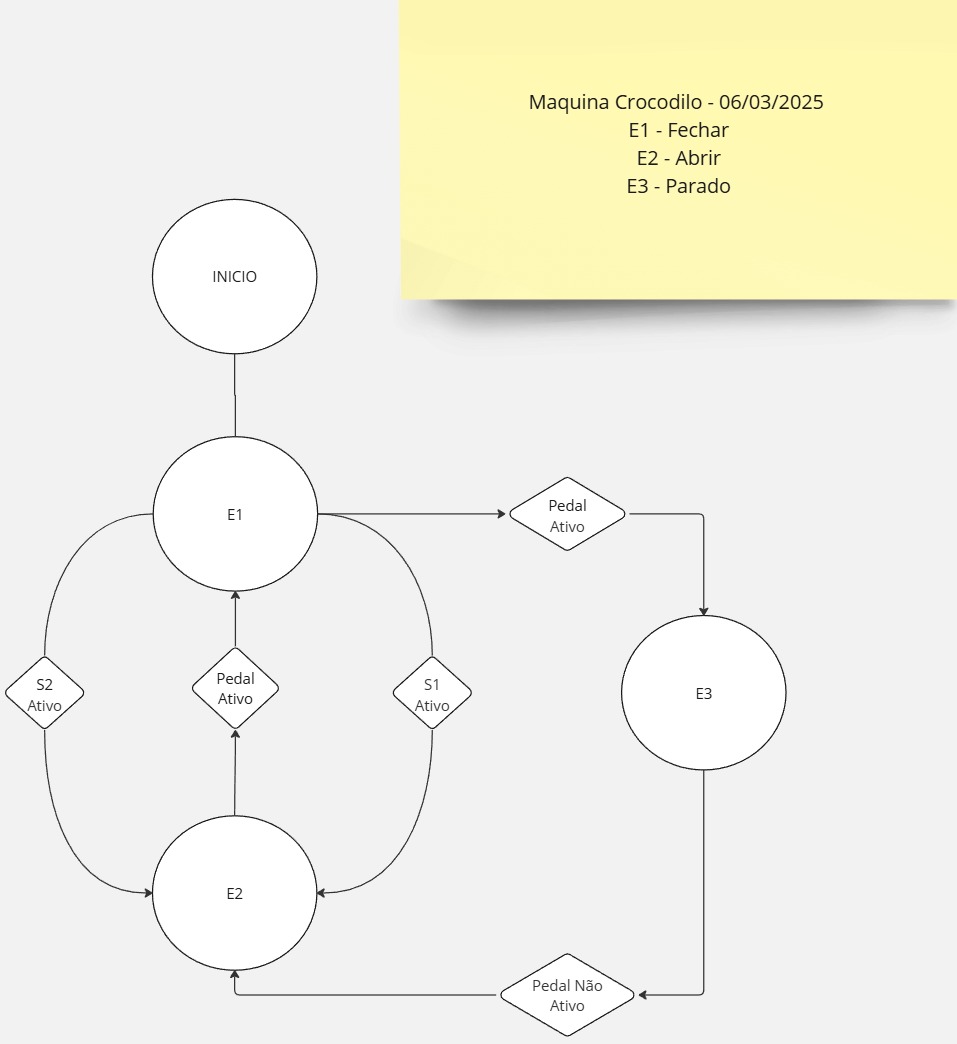 Maquina Crocodilo - 06/03/2025
E1 - Fechar
E2 - Abrir
E3 - Parado
INICIO
E1
Pedal
Ativo
S2
Ativo
Pedal
Ativo
S1
Ativo
E3
E2
Pedal Não
Ativo